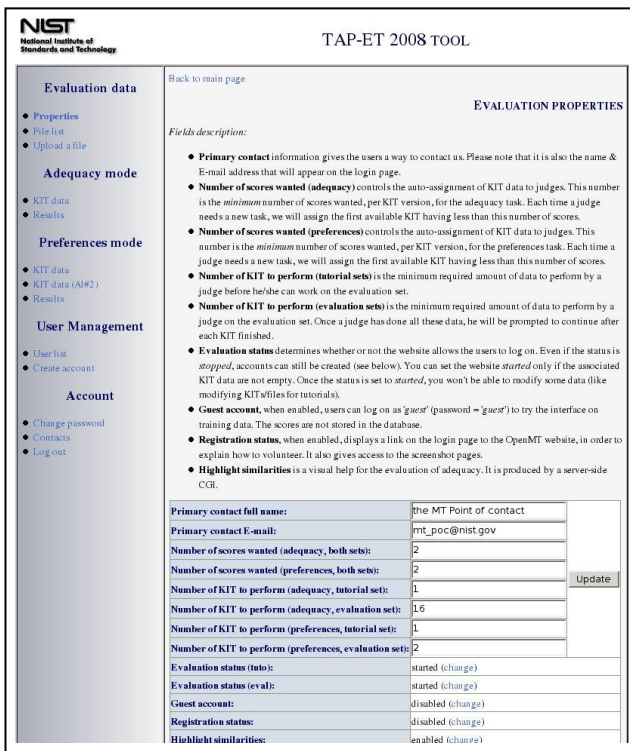 NIST
National Institute of
Standards and Technology
TAP-ET 2008 TOOL
Evaluation data
Properties
File list
Upload a file
Adequacy mode
KIT data
Results
Preferences mode
KIT data
KIT data (AI#2)
Results
User Management
User list
Create account
Account
Change password
Contacts
Log out
Back to main page
EVALUATION PROPERTIES
Fields description:
Primary contact information gives the users a way to contact us. Please note that it is also the name &
E-mail address that will appear on the login page.
Number of scores wanted (adequacy) controls the auto-assignment of KIT data to judges. This number
is the minimum number of scores wanted, per KIT version, for the adequacy task. Each time a judge
needs a new task, we will assign the first available KIT having less than this number of scores.
Number of scores wanted (preferences) controls the auto-assignment of KIT data to judges. This
number is the minimum number of scores wanted, per KIT version, for the preferences task. Each time a
judge needs a new task, we will assign the first available KIT having less than this number of scores.
Number of KIT to perform (tutorial sets) is the minimum required amount of data to perform by a
judge before he/she can work on the evaluation set.
Number of KIT to perform (evaluation sets) is the minimum required amount of data to perform by a
judge on the evaluation set. Once a judge has done all these data, he will be prompted to continue after
each KIT finished.
Evaluation status determines whether or not the website allows the users to log on. Even if the status is
stopped, accounts can still be created (see below). You can set the website started only if the associated
KIT data are not empty. Once the status is set to started, you won't be able to modify some data (like
modifying KITs/files for tutorials).
Guest account, when enabled, users can log on as 'guest' (password = 'guest') to try the interface on
training data. The scores are not stored in the database.
Registration status, when enabled, displays a link on the login page to the OpenMT website, in order to
explain how to volunteer. It also gives access to the screenshot pages.
Highlight similarities is a visual help for the evaluation of adequacy. It is produced by a server-side
CGI.
Primary contact full name: the MT Point of contact
Primary contact E-mail: mt_poc@nist.gov
Number of scores wanted (adequacy, both sets): 2
Number of scores wanted (preferences, both sets): 2
Update
Number of KIT to perform (adequacy, tutorial set): 1
Number of KIT to perform (adequacy, evaluation set): 16
Number of KIT to perform (preferences, tutorial set): 1
Number of KIT to perform (preferences, evaluation set): 2
Evaluation status (tuto): started (change)
Evaluation status (eval): started (change)
Guest account: disabled (change)
Registration status: disabled (change)
Highlight similarities: enabled (change)